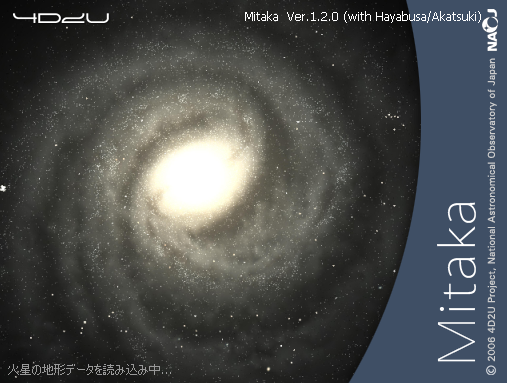 4D2U
Mitaka Ver.1.2.0 (with Hayabusa/Akatsuki)
NAOJ
© 2006 4D2U Project, National Astronomical Observatory of Japan
Mitaka
火星の地形データを読み込み中...